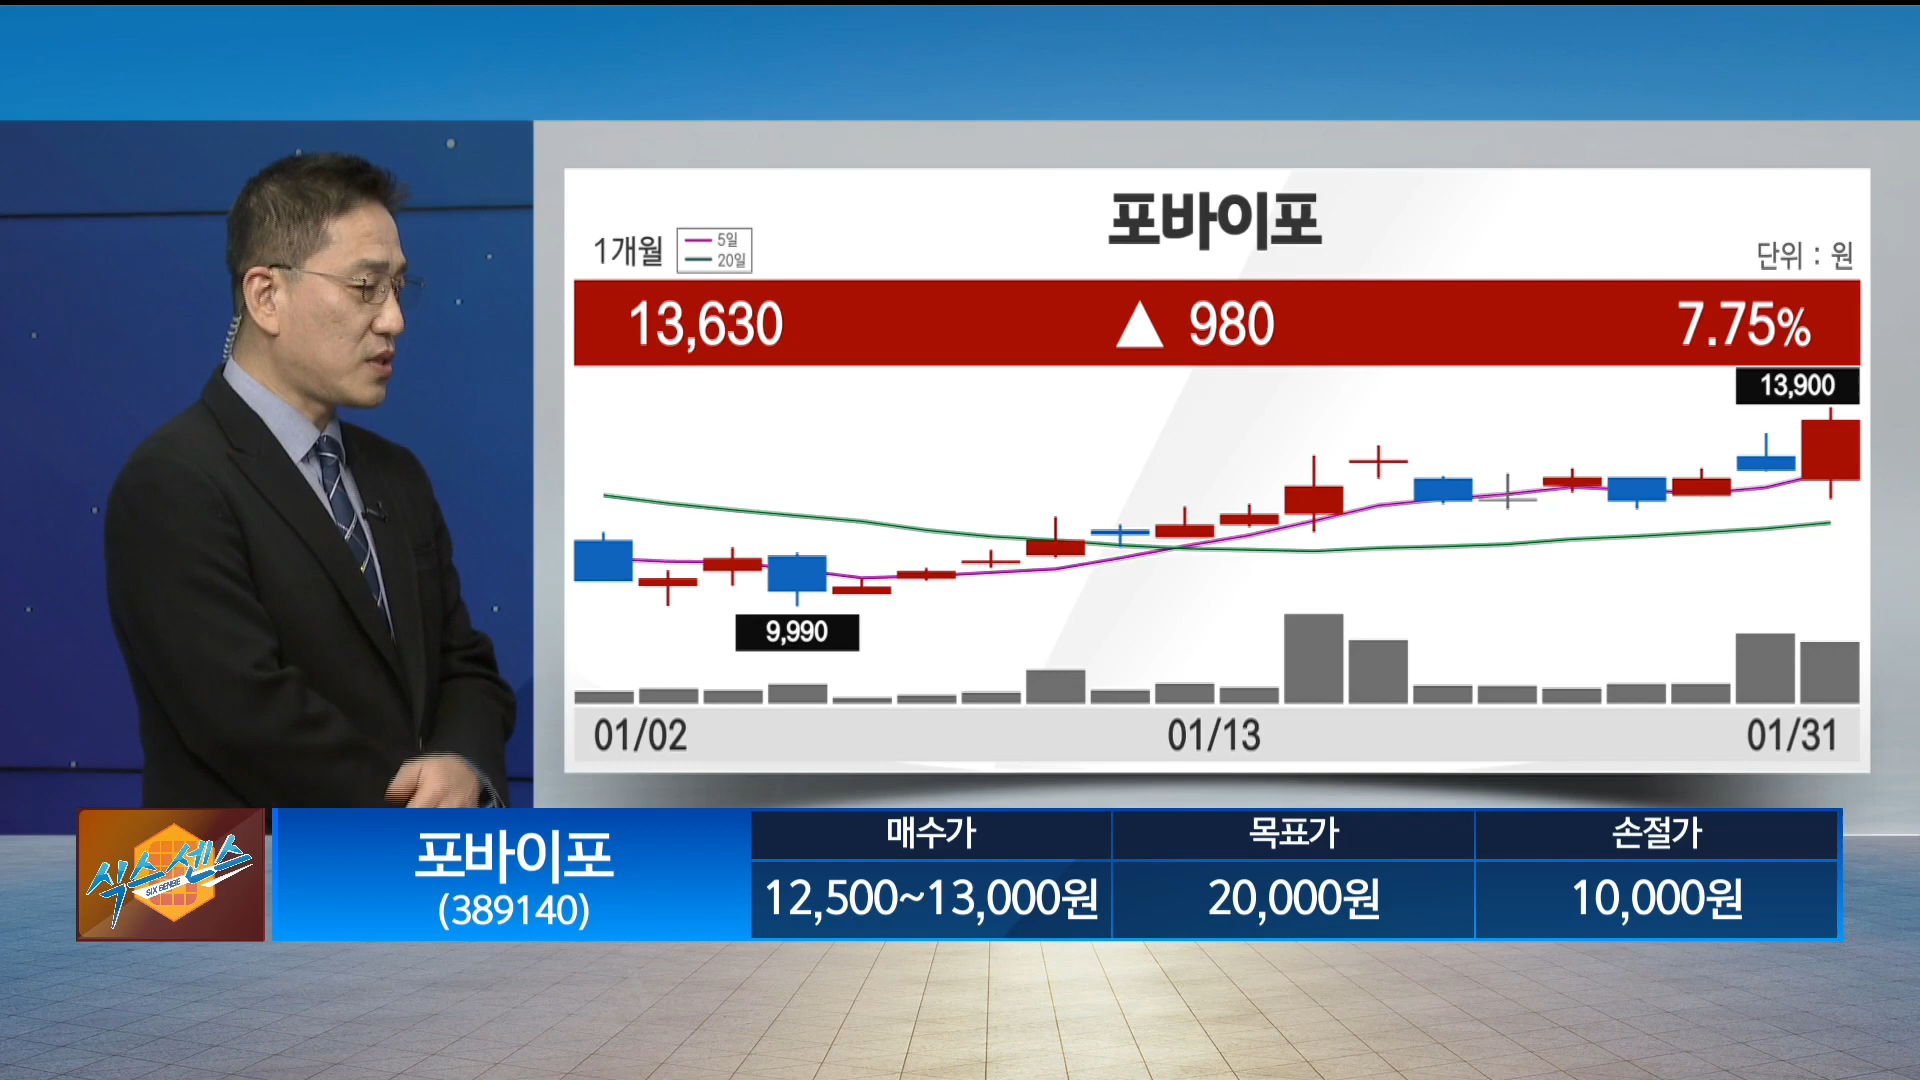 포바이포
1개월
5일
20일
단위 : 원
13,630 ▲ 980 7.75%
13,900
9,990
01/02 01/13 01/31
식스센스
SIX SENSE
포바이포
(389140)
매수가 목표가 손절가
12,500~13,000원 20,000원 10,000원